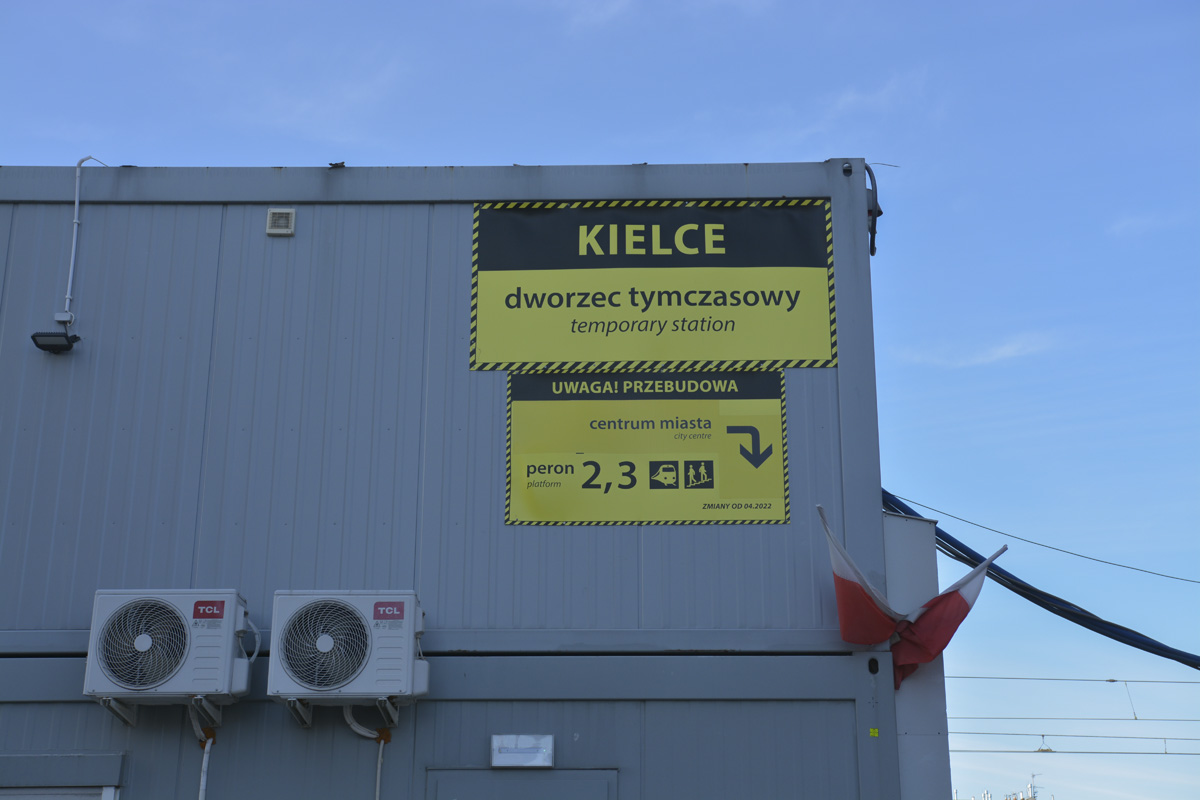 KIELCE
dworzec tymczasowy
temporary station
UWAGA! PRZEBUDOWA
centrum miasta
city centre
peron 2,3
platform
ZMIANY OD 04.2022
TCL
TCL